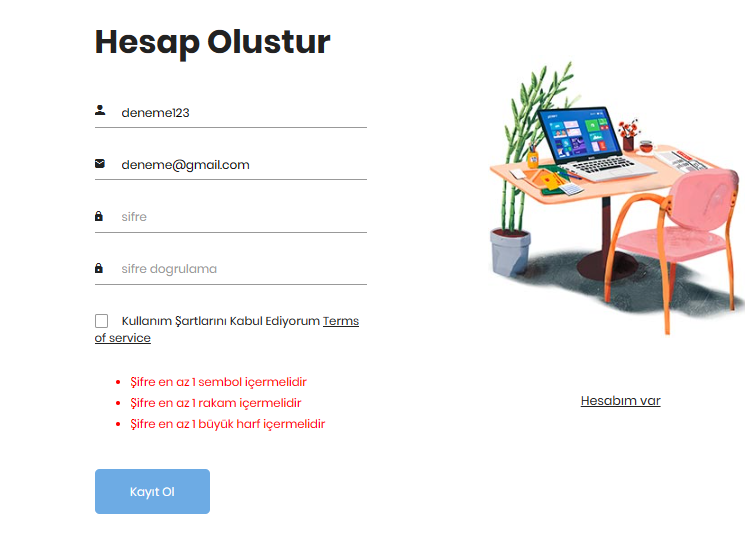 Hesap Olustur
deneme123
deneme@gmail.com
sifre
sifre dogrulama
Kullanım Şartlarını Kabul Ediyorum Terms
of service
Şifre en az 1 sembol içermelidir
Şifre en az 1 rakam içermelidir
Şifre en az 1 büyük harf içermelidir
Kayıt Ol
Hesabım var